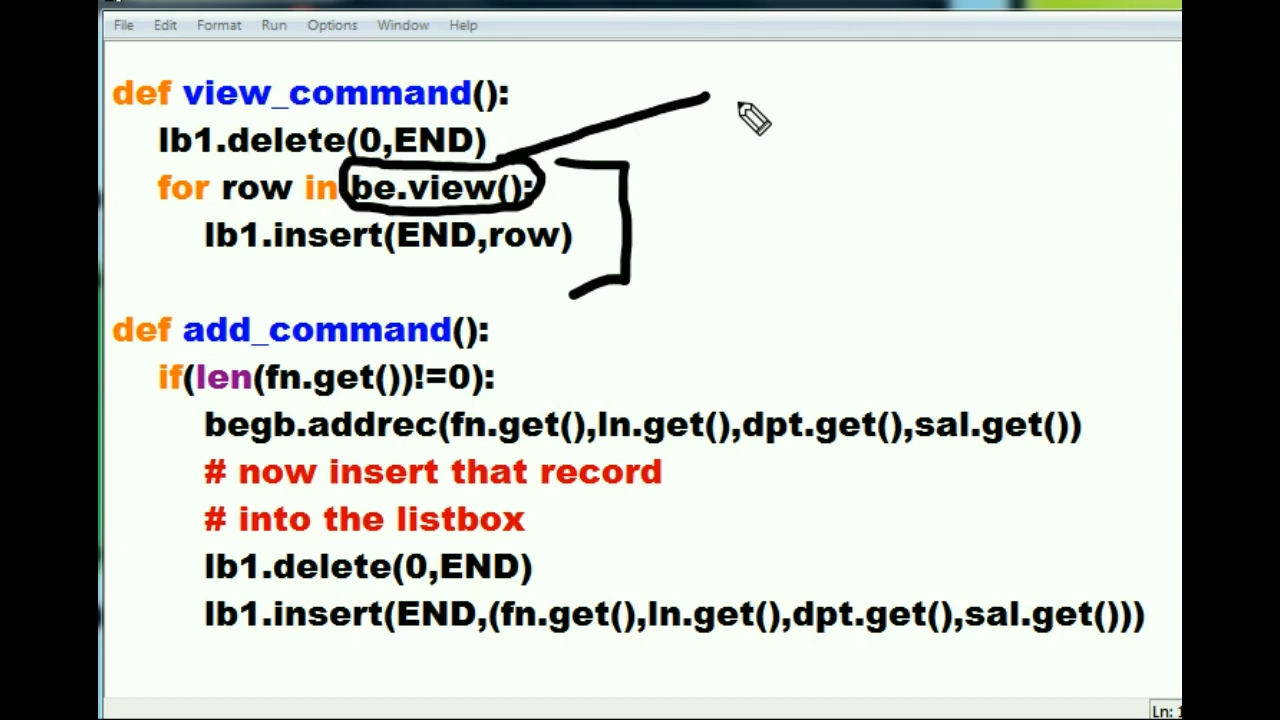 File Edit Format Run Options Window Help
def view_command():
lb1.delete(0,END)
for row in be.view():
lb1.insert(END,row)
def add_command():
if(len(fn.get())!=0):
begb.addrec(fn.get(),ln.get(),dpt.get(),sal.get())
# now insert that record
# into the listbox
lb1.delete(0,END)
lb1.insert(END,(fn.get(),ln.get(),dpt.get(),sal.get()))
Ln: